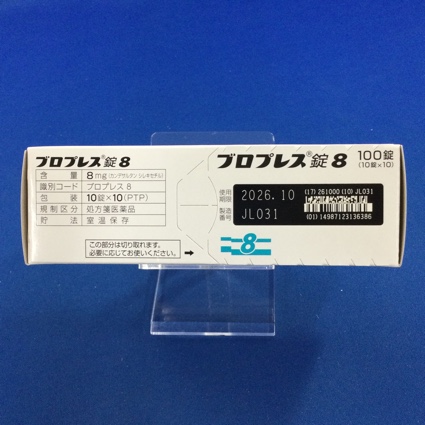 ブロプレス®錠 8
含 量 8mg(カンデサルタン シレキセチル)
識別コード ブロプレス 8
包 装 10錠×10(PTP)
規制区分 処方箋医薬品
貯 法 室 温 保 存
この部分は切り取れます。
必要に応じてお使いください。 →
ブロプレス®錠 8 100錠
(10錠×10)
使用
期限 2026.10
製造
番号 JL031
(17) 261000 (10) JL031
(01) 14987123136386
8